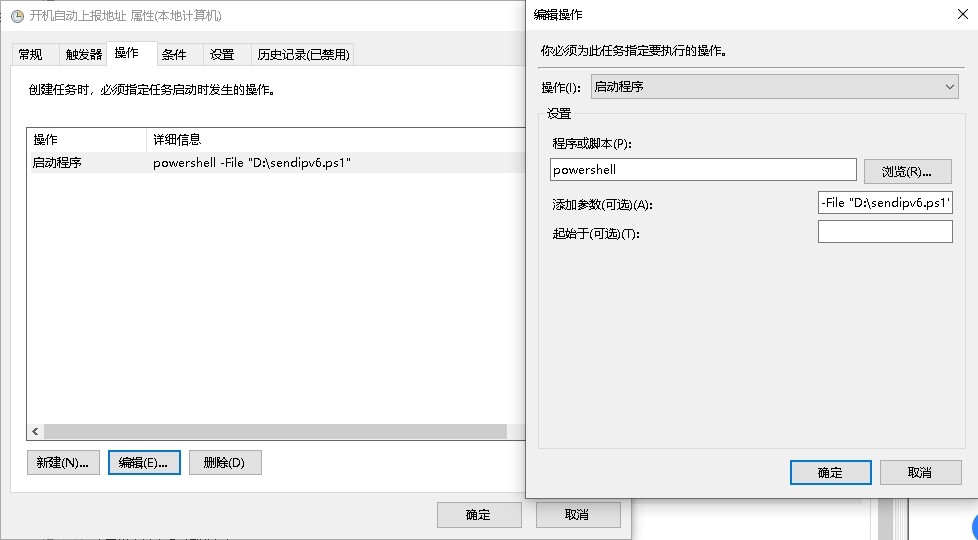 开机自动上报地址 属性(本地计算机)
常规 触发器 操作 条件 设置 历史记录(已禁用)
创建任务时，必须指定任务启动时发生的操作。
操作 详细信息
启动程序 powershell -File "D:\sendipv6.ps1"
新建(N)... 编辑(E)... 删除(D)
确定 取消
编辑操作
你必须为此任务指定要执行的操作。
操作(I): 启动程序
设置
程序或脚本(P):
powershell 浏览(R)...
添加参数(可选)(A): -File "D:\sendipv6.ps1"
起始于(可选)(T):
确定 取消